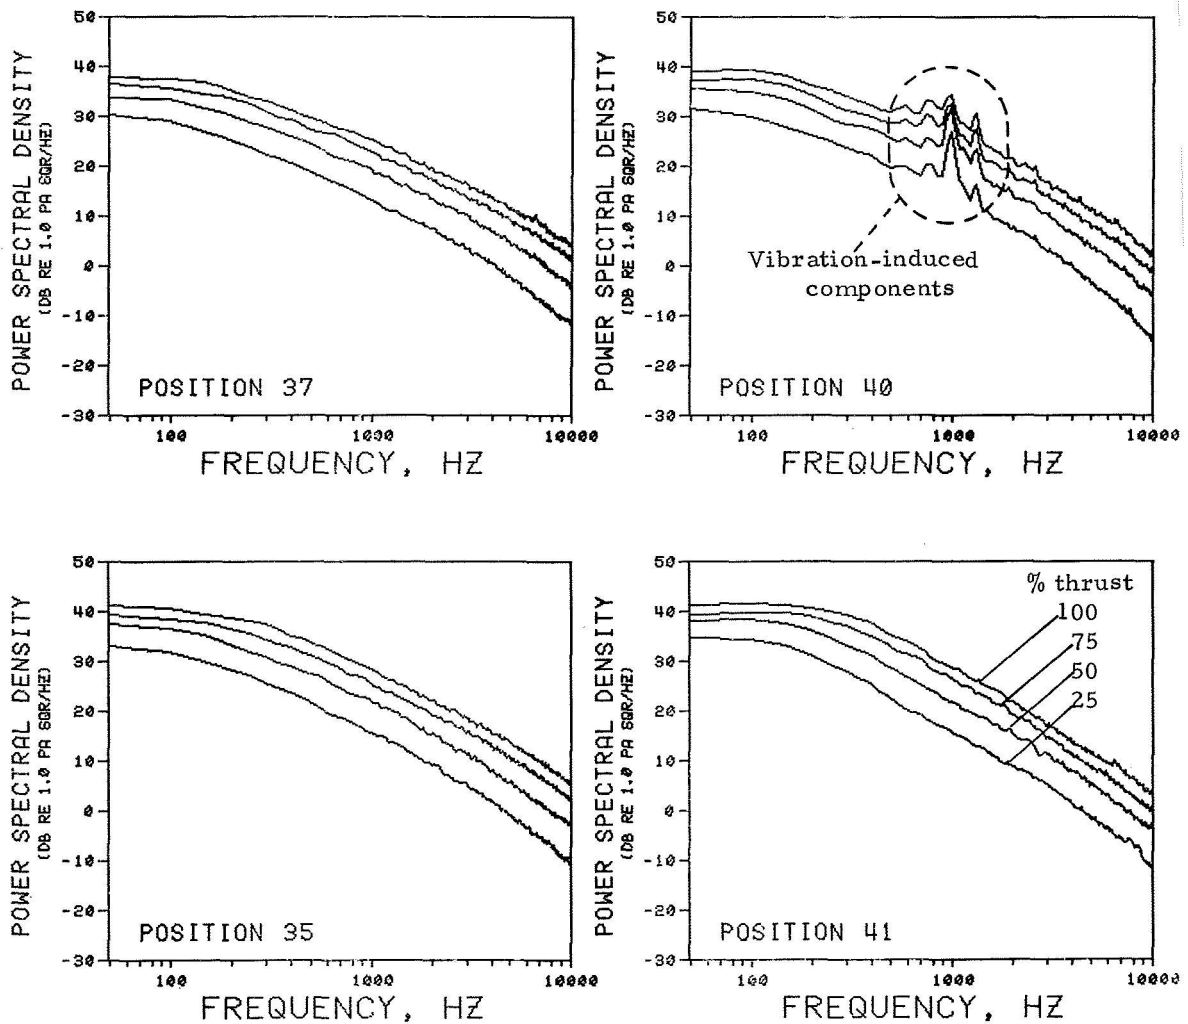 POWER SPECTRAL DENSITY
(DB RE 1.0 PA SQR/HZ)
50
40
30
20
10
0
-10
-20
-30
POSITION 37
100
1000
10000
FREQUENCY, HZ
POWER SPECTRAL DENSITY
(DB RE 1.0 PA SQR/HZ)
50
40
30
20
10
0
-10
-20
-30
Vibration-induced
components
POSITION 40
100
1000
10000
FREQUENCY, HZ
POWER SPECTRAL DENSITY
(DB RE 1.0 PA SQR/HZ)
50
40
30
20
10
0
-10
-20
-30
POSITION 35
100
1000
10000
FREQUENCY, HZ
POWER SPECTRAL DENSITY
(DB RE 1.0 PA SQR/HZ)
50
40
30
20
10
0
-10
-20
-30
% thrust
100
75
50
25
POSITION 41
100
1000
10000
FREQUENCY, HZ